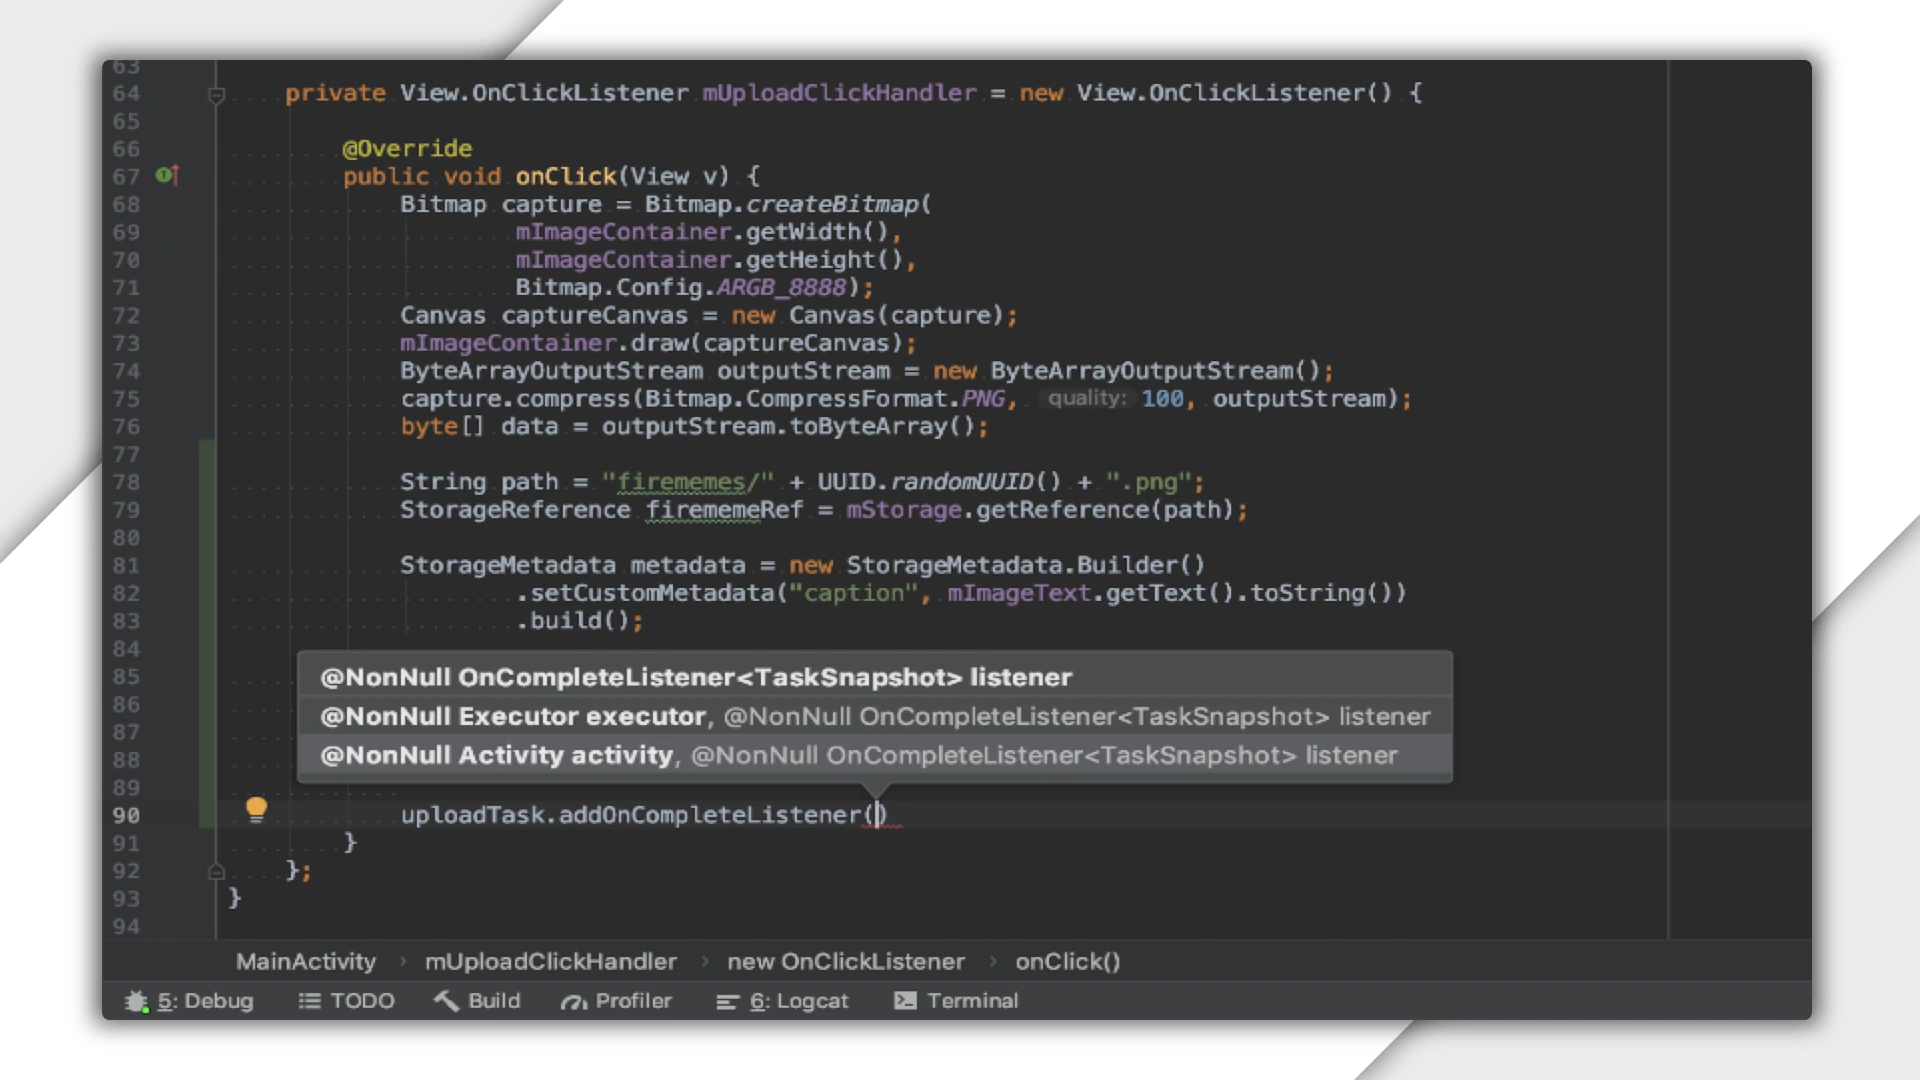 63
64 private View.OnClickListener mUploadClickHandler = new View.OnClickListener() {
65
66 @Override
67 public void onClick(View v) {
68 Bitmap capture = Bitmap.createBitmap(
69 mImageContainer.getWidth(),
70 mImageContainer.getHeight(),
71 Bitmap.Config.ARGB_8888);
72 Canvas captureCanvas = new Canvas(capture);
73 mImageContainer.draw(captureCanvas);
74 ByteArrayOutputStream outputStream = new ByteArrayOutputStream();
75 capture.compress(Bitmap.CompressFormat.PNG, quality: 100, outputStream);
76 byte[] data = outputStream.toByteArray();
77
78 String path = "firememes/" + UUID.randomUUID() + ".png";
79 StorageReference firememeRef = mStorage.getReference(path);
80
81 StorageMetadata metadata = new StorageMetadata.Builder()
82 .setCustomMetadata("caption", mImageText.getText().toString())
83 .build();
84
85 @NonNull OnCompleteListener<TaskSnapshot> listener
86 @NonNull Executor executor, @NonNull OnCompleteListener<TaskSnapshot> listener
87
88 @NonNull Activity activity, @NonNull OnCompleteListener<TaskSnapshot> listener
89
90 uploadTask.addOnCompleteListener()
91 }
92 };
93 }
94
MainActivity › mUploadClickHandler › new OnClickListener › onClick()
5: Debug TODO Build Profiler 6: Logcat Terminal